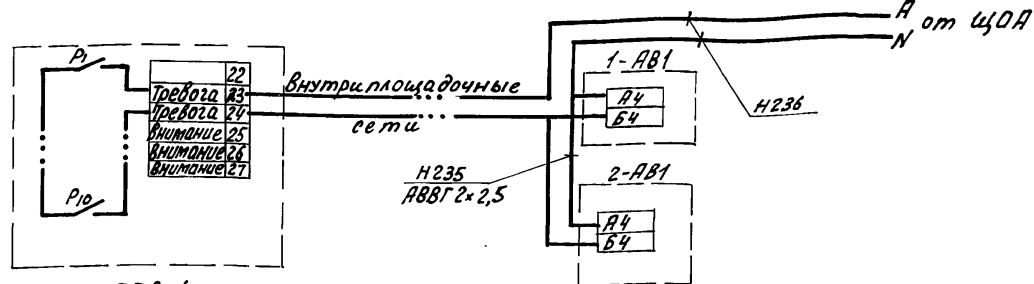 А от ЩОА
N
1-АВ1
Р1
22
Тревога 23
Тревога 24
Внимание 25
Внимание 26
Внимание 27
Внутриплощадочные
сети
А4
Б4
Н236
Н235
АВВГ 2х2,5
2-АВ1
Р10
А4
Б4